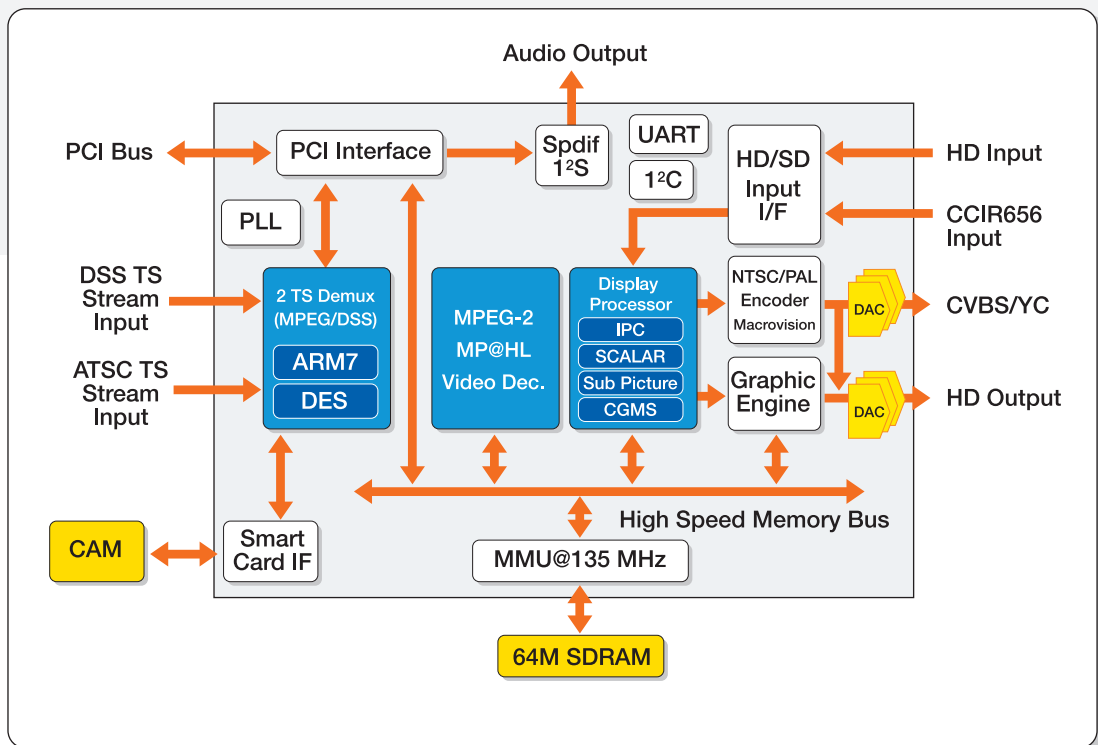 Audio Output
PCI Bus
PCI Interface
Spdif
1²S
UART
1²C
HD/SD
Input
I/F
HD Input
CCIR656
Input
PLL
DSS TS
Stream
Input
ATSC TS
Stream
Input
2 TS Demux
(MPEG/DSS)
ARM7
DES
MPEG-2
MP@HL
Video Dec.
Display
Processor
IPC
SCALAR
Sub Picture
CGMS
NTSC/PAL
Encoder
Macrovision
DAC
CVBS/YC
Graphic
Engine
DAC
HD Output
High Speed Memory Bus
CAM
Smart
Card IF
MMU@135 MHz
64M SDRAM